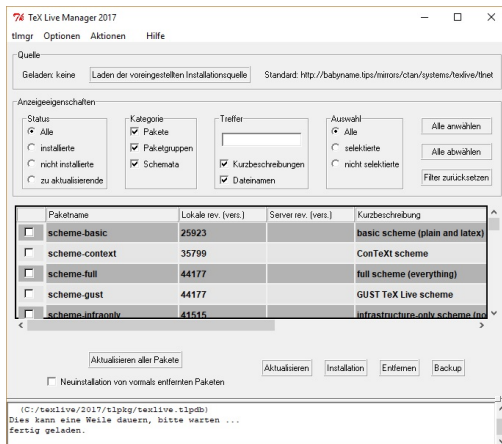 TeX Live Manager 2017
tlmgr Optionen Aktionen Hilfe
Quelle
Geladen: keine Laden der voreingestellten Installationsquelle Standard: http://babyname.tips/mirrors/ctan/systems/texlive/tlnet
Anzeigeeigenschaften
Status Kategorie Treffer Auswahl
Alle Pakete Alle Alle anwählen
installierte Paketgruppen selektierte
nicht installierte Schemata Kurzbeschreibungen nicht selektierte Alle abwählen
zu aktualisierende Dateinamen Filter zurücksetzen
Paketname Lokale rev. (vers.) Server rev. (vers.) Kurzbeschreibung
scheme-basic 25923 basic scheme (plain and latex)
scheme-context 35799 ConTeXt scheme
scheme-full 44177 full scheme (everything)
scheme-gust 44177 GUST TeX Live scheme
scheme-infraonly 41515 infrastructure-only scheme (no
Aktualisieren aller Pakete Aktualisieren Installation Entfernen Backup
Neuinstallation von vormals entfernten Paketen
(C:/texlive/2017/tlpkg/texlive.tlpdb)
Dies kann eine Weile dauern, bitte warten ...
fertig geladen.